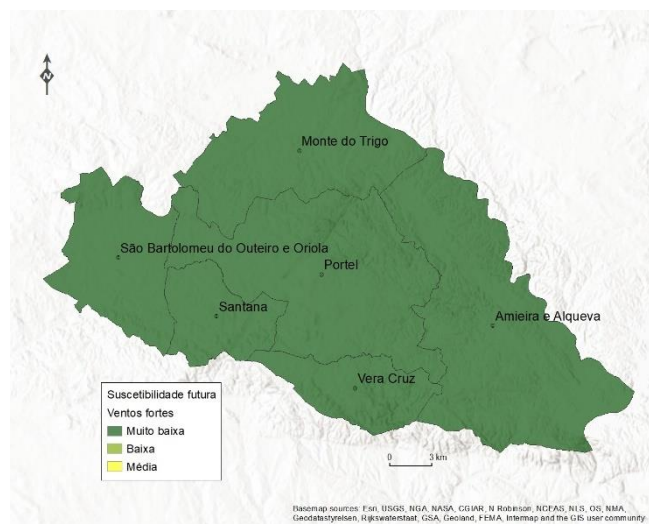 N
Monte do Trigo
São Bartolomeu do Outeiro e Oriola
Portel
Santana
Amieira e Alqueva
Vera Cruz
Suscetibilidade futura
Ventos fortes
Muito baixa
Baixa
Média
0 3 km
Basemap sources: Esri, USGS, NGA, NASA, CGIAR, N Robinson, NCEAS, NLS, OS, NMA,
Geodatastyrelsen, Rijkswaterstaat, GSA, Geoland, FEMA, Intermap and the GIS user community